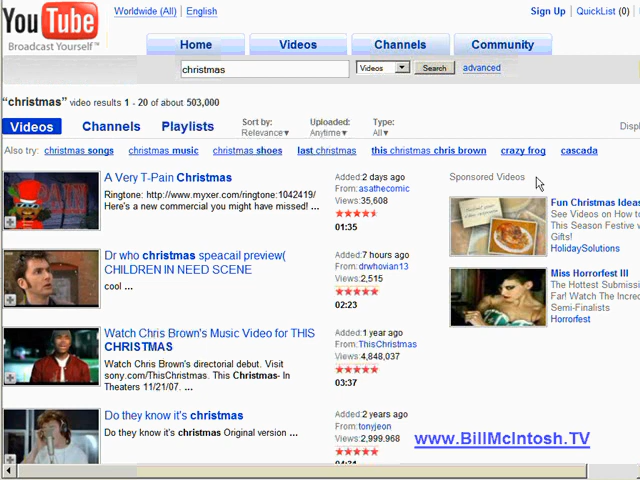 You Tube
Broadcast Yourself™
Worldwide (All) | English
Sign Up | QuickList (0)
Home Videos Channels Community
christmas Videos Search advanced
"christmas" video results 1 - 20 of about 503,000
Videos Channels Playlists
Sort by: Relevance▼
Uploaded: Anytime▼
Type: All▼
Displ
Also try: christmas songs christmas music christmas shoes last christmas this christmas chris brown crazy frog cascada
A Very T-Pain Christmas
Ringtone: http://www.myxer.com/ringtone:1042419/
Here's a new commercial you might have missed! ...
Added:2 days ago
From:asathecomic
Views:35,608
01:35
Dr who christmas speacail preview(
CHILDREN IN NEED SCENE
cool ...
Added:7 hours ago
From:drwhovian13
Views:2,515
02:23
Watch Chris Brown's Music Video for THIS
CHRISTMAS
Watch Chris Brown's directorial debut. Visit
sony.com/ThisChristmas. This Christmas- In
Theaters 11/21/07. ...
Added:1 year ago
From:ThisChristmas
Views:4,848,037
03:37
Do they know it's christmas
Do they know it's christmas Original version ...
Added:2 years ago
From:tonyjeon
Views:2,999,968
04:31
Sponsored Videos
Fun Christmas Ideas
See Videos on How to
This Season Festive w
Gifts!
HolidaySolutions
Miss Horrorfest III
The Hottest Submissi
Far! Watch The Incre
Semi-Finalists
Horrorfest
www.BillMcIntosh.TV